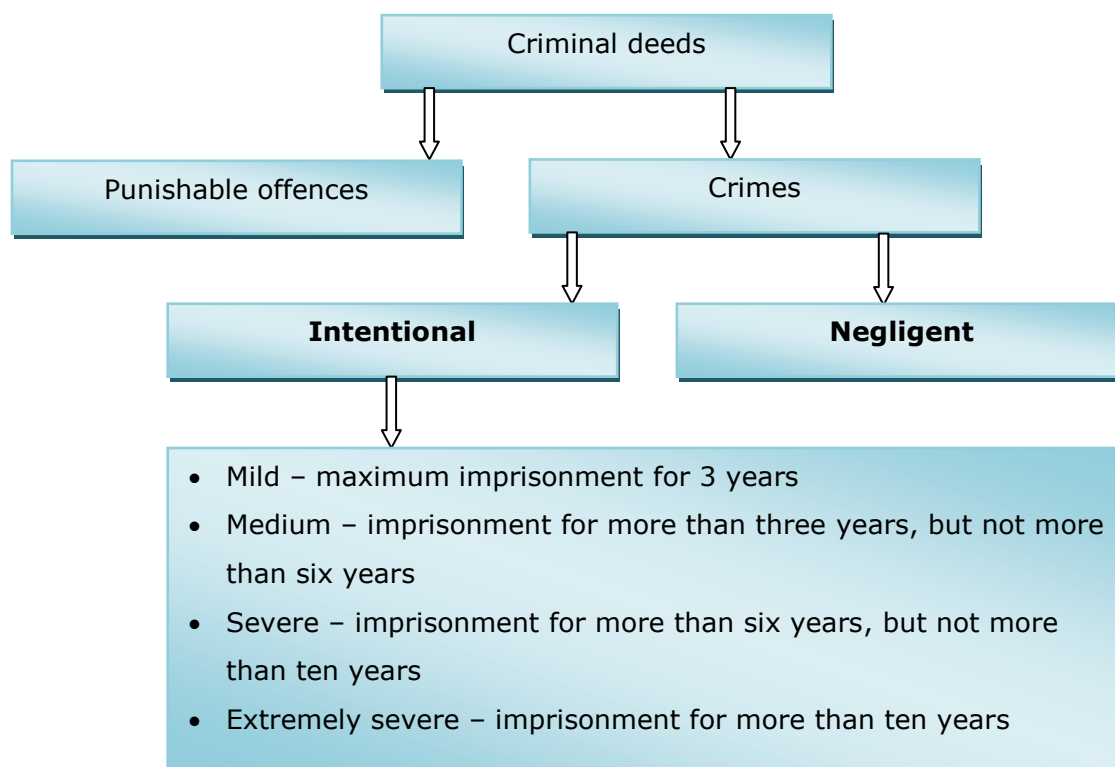 Criminal deeds
Punishable offences
Crimes
Intentional
Negligent
• Mild – maximum imprisonment for 3 years
• Medium – imprisonment for more than three years, but not more
than six years
• Severe – imprisonment for more than six years, but not more
than ten years
• Extremely severe – imprisonment for more than ten years